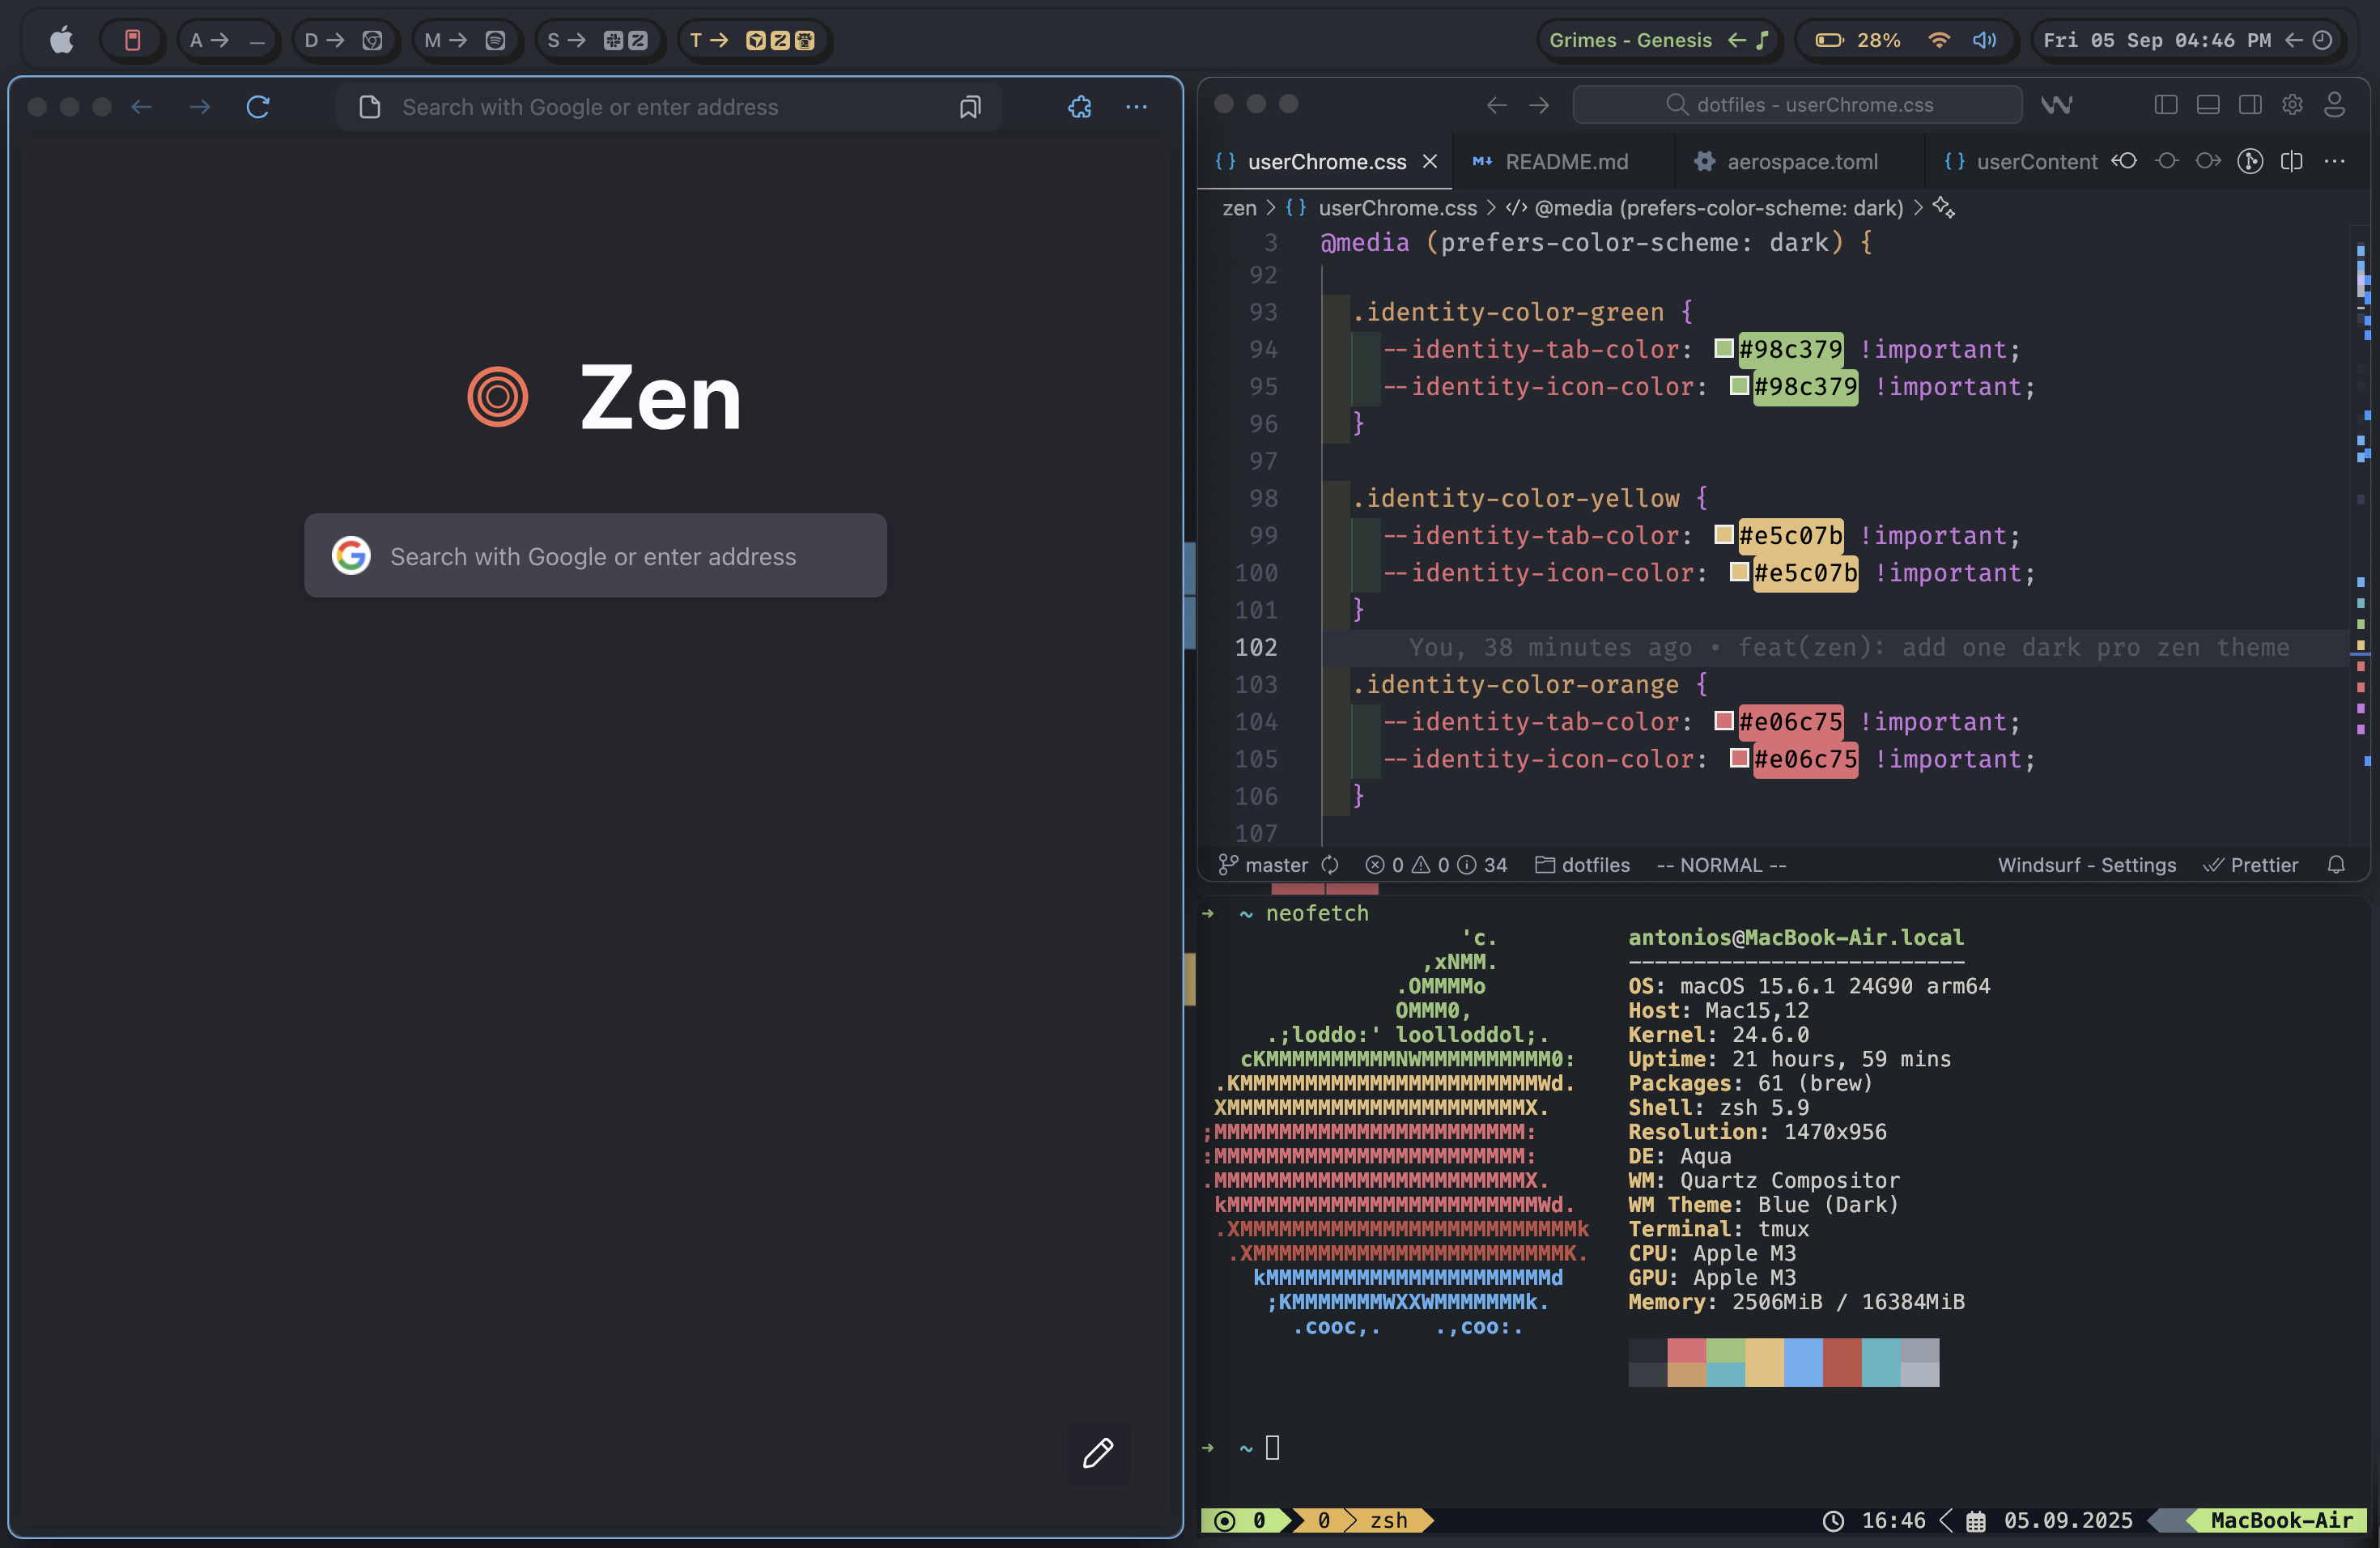 A → —
D →
M →
S →
T →
Grimes - Genesis ←
28%
Fri 05 Sep 04:46 PM ←
Search with Google or enter address
Zen
Search with Google or enter address
dotfiles - userChrome.css
userChrome.css
README.md
aerospace.toml
userContent
zen > {} userChrome.css > </> @media (prefers-color-scheme: dark) >
3 @media (prefers-color-scheme: dark) {
92
93 .identity-color-green {
94 --identity-tab-color: #98c379 !important;
95 --identity-icon-color: #98c379 !important;
96 }
97
98 .identity-color-yellow {
99 --identity-tab-color: #e5c07b !important;
100 --identity-icon-color: #e5c07b !important;
101 }
102 You, 38 minutes ago • feat(zen): add one dark pro zen theme
103 .identity-color-orange {
104 --identity-tab-color: #e06c75 !important;
105 --identity-icon-color: #e06c75 !important;
106 }
107
master 0 0 34 dotfiles -- NORMAL -- Windsurf - Settings Prettier
→ ~ neofetch
'c.
,xNMM.
.OMMMMo
OMMM0,
.;loddo:' loolloddol;.
cKMMMMMMMMMMNWMMMMMMMMMM0:
.KMMMMMMMMMMMMMMMMMMMMMMMWd.
XMMMMMMMMMMMMMMMMMMMMMMMX.
;MMMMMMMMMMMMMMMMMMMMMMMM:
:MMMMMMMMMMMMMMMMMMMMMMMM:
.MMMMMMMMMMMMMMMMMMMMMMMMX.
kMMMMMMMMMMMMMMMMMMMMMMMMWd.
.XMMMMMMMMMMMMMMMMMMMMMMMMMMk
.XMMMMMMMMMMMMMMMMMMMMMMMMK.
kMMMMMMMMMMMMMMMMMMMMMMd
;KMMMMMMMWXXWMMMMMMMk.
.cooc,. .,coo:.
antonios@MacBook-Air.local
--------------------------
OS: macOS 15.6.1 24G90 arm64
Host: Mac15,12
Kernel: 24.6.0
Uptime: 21 hours, 59 mins
Packages: 61 (brew)
Shell: zsh 5.9
Resolution: 1470x956
DE: Aqua
WM: Quartz Compositor
WM Theme: Blue (Dark)
Terminal: tmux
CPU: Apple M3
GPU: Apple M3
Memory: 2506MiB / 16384MiB
→ ~
0 0 zsh 16:46 05.09.2025 MacBook-Air